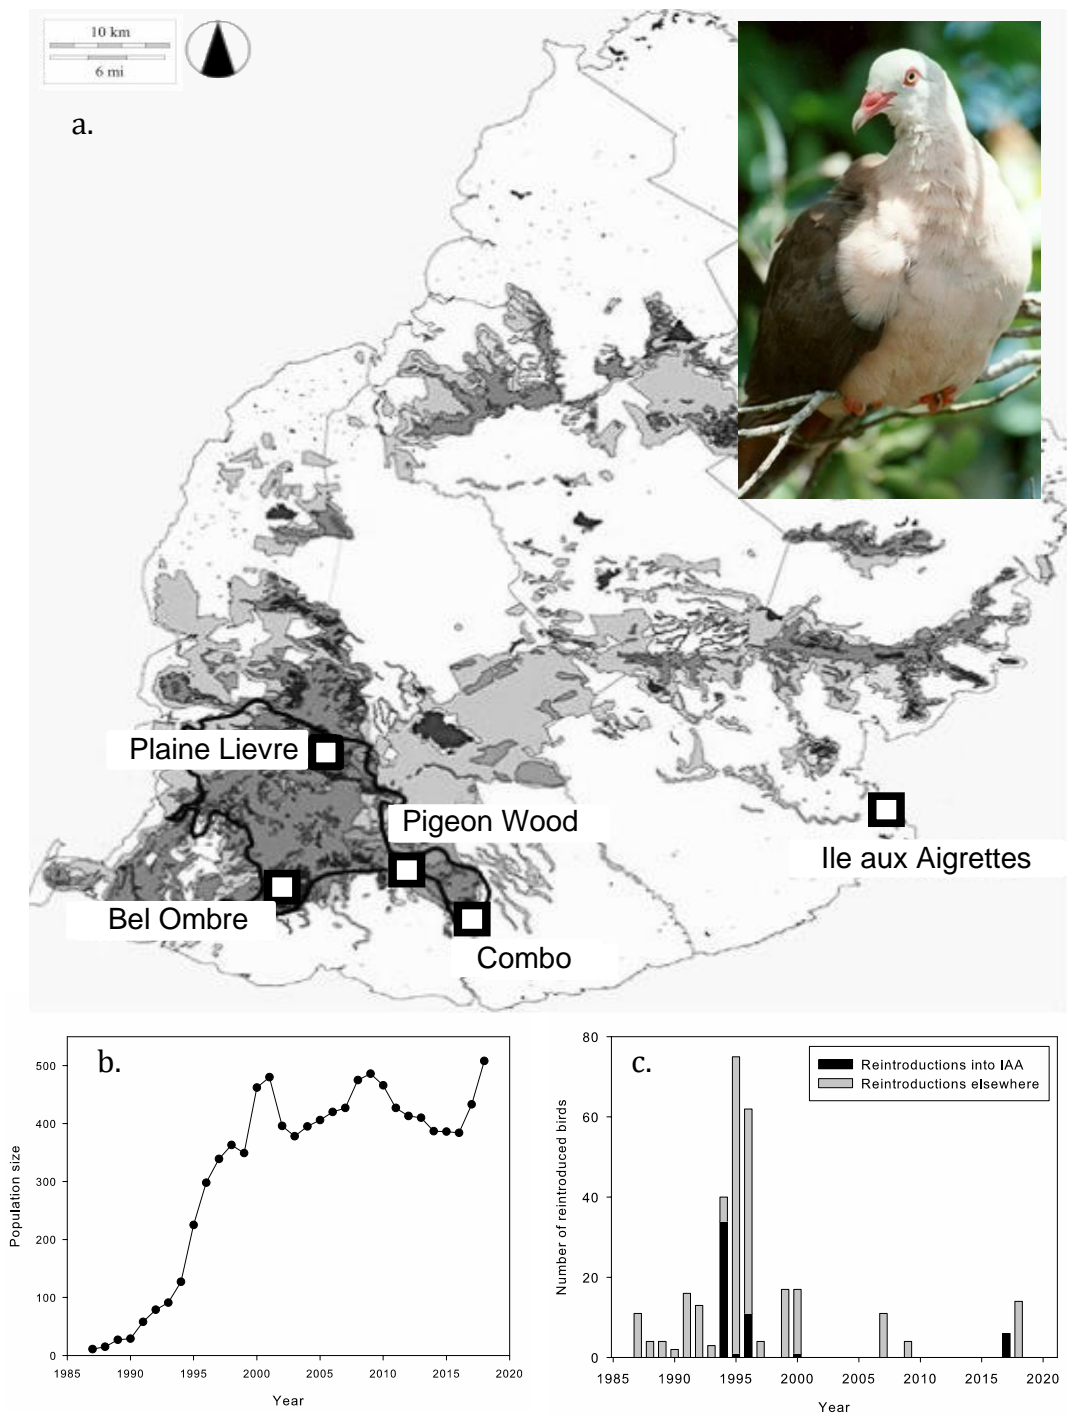 10 km
6 mi
a.
Plaine Lievre
Pigeon Wood
Ile aux Aigrettes
Bel Ombre
Combo
b.
500
400
300
200
100
0
Population size
1985 1990 1995 2000 2005 2010 2015 2020
Year
c.
80
60
40
20
0
Number of reintroduced birds
Reintroductions into IAA
Reintroductions elsewhere
1985 1990 1995 2000 2005 2010 2015 2020
Year